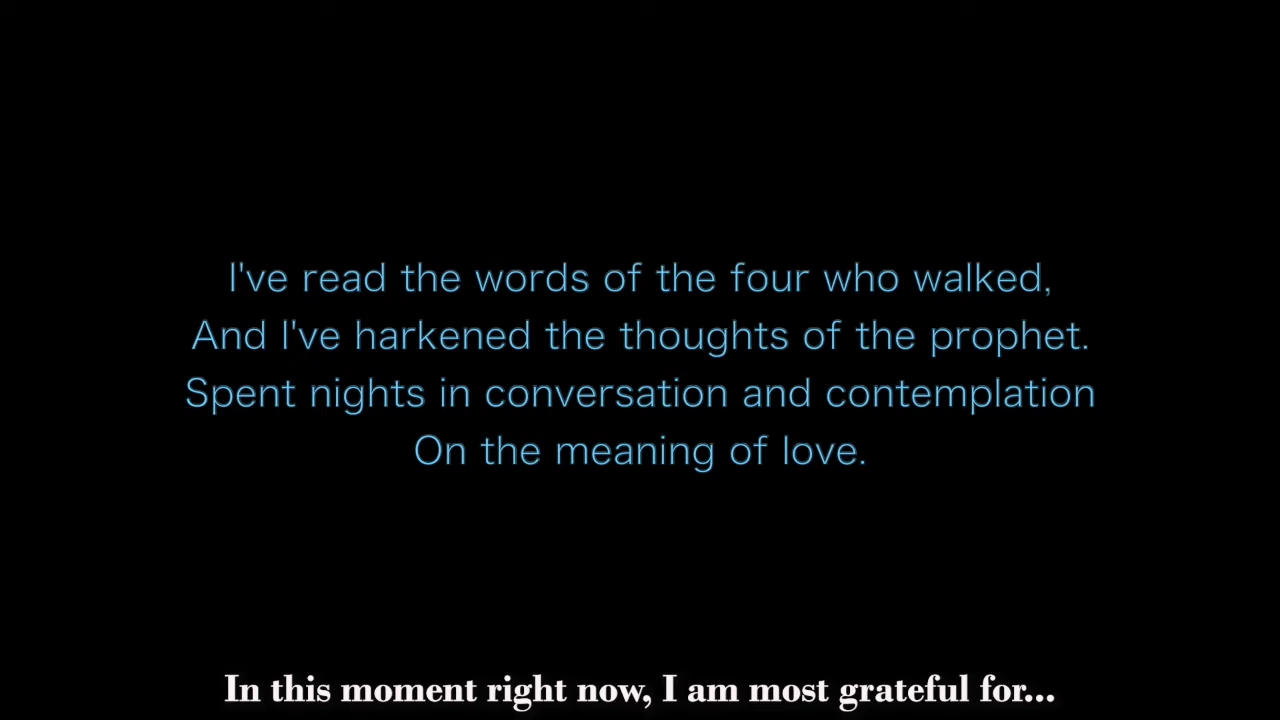 I've read the words of the four who walked,
And I've harkened the thoughts of the prophet.
Spent nights in conversation and contemplation
On the meaning of love.
In this moment right now, I am most grateful for...